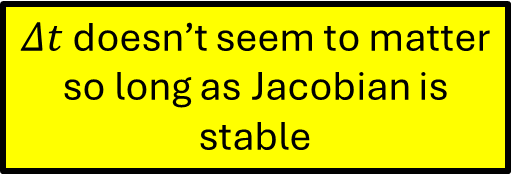 𝛥𝑡 doesn’t seem to matter
so long as Jacobian is
stable